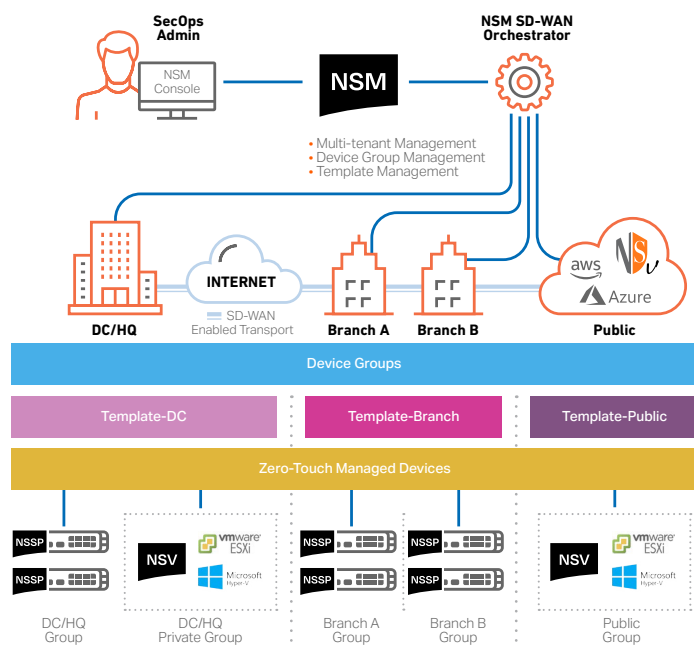 SecOps
Admin
NSM SD-WAN
Orchestrator
NSM
Console
NSM
• Multi-tenant Management
• Device Group Management
• Template Management
INTERNET
aws
NSv
Azure
DC/HQ
SD-WAN
Enabled Transport
Branch A
Branch B
Public
Device Groups
Template-DC
Template-Branch
Template-Public
Zero-Touch Managed Devices
NSSP
NSSP
NSV
vmware
ESXi
Microsoft
Hyper-V
NSSP
NSSP
NSSP
NSSP
NSV
vmware
ESXi
Microsoft
Hyper-V
DC/HQ
Group
DC/HQ
Private Group
Branch A
Group
Branch B
Group
Public
Group